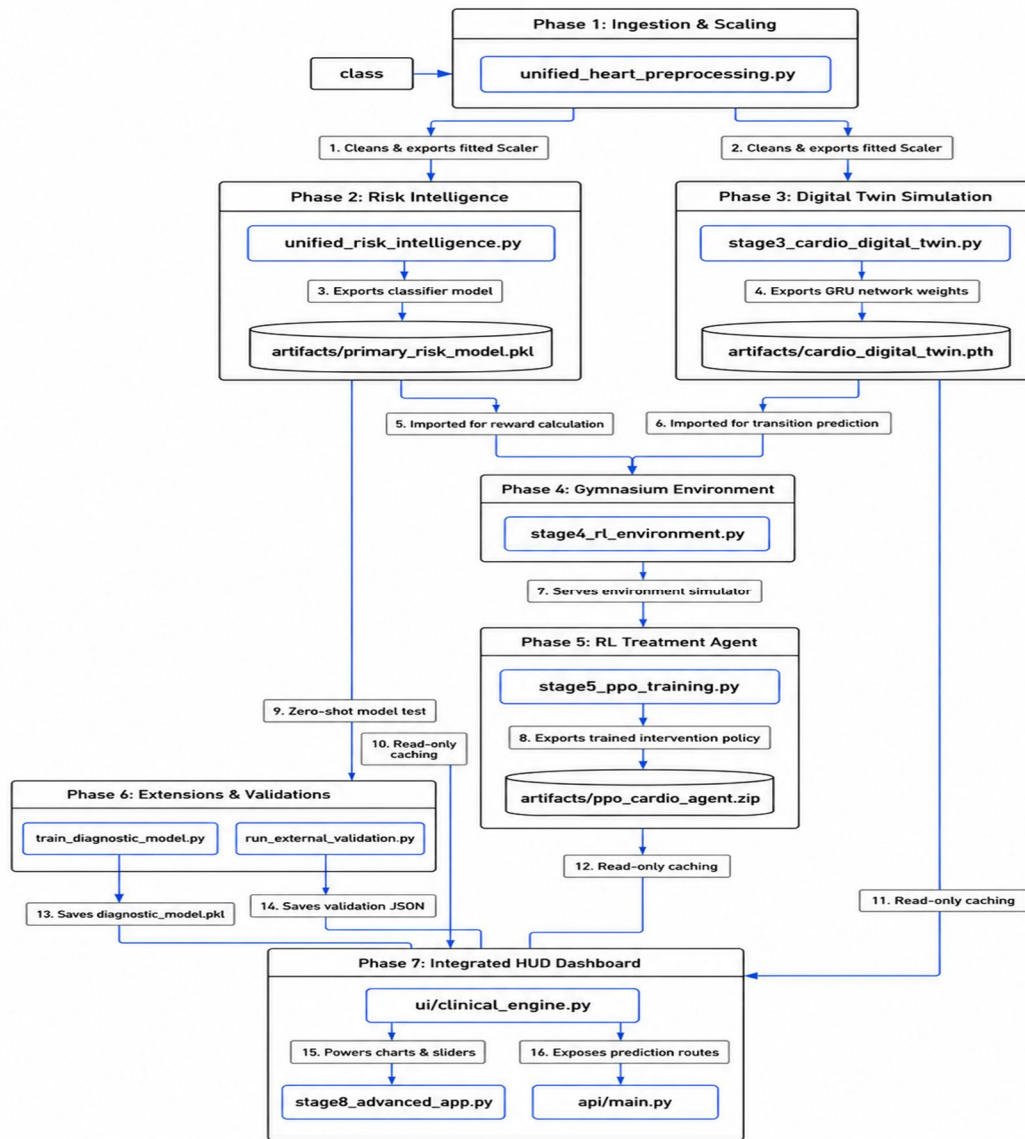 Phase 1: Ingestion & Scaling
class
unified_heart_preprocessing.py
1. Cleans & exports fitted Scaler
2. Cleans & exports fitted Scaler
Phase 2: Risk Intelligence
Phase 3: Digital Twin Simulation
unified_risk_intelligence.py
stage3_cardio_digital_twin.py
3. Exports classifier model
4. Exports GRU network weights
artifacts/primary_risk_model.pkl
artifacts/cardio_digital_twin.pth
5. Imported for reward calculation
6. Imported for transition prediction
Phase 4: Gymnasium Environment
stage4_rl_environment.py
7. Serves environment simulator
Phase 5: RL Treatment Agent
stage5_ppo_training.py
9. Zero-shot model test
8. Exports trained intervention policy
10. Read-only
caching
artifacts/ppo_cardio_agent.zip
Phase 6: Extensions & Validations
train_diagnostic_model.py
run_external_validation.py
12. Read-only caching
11. Read-only caching
13. Saves diagnostic_model.pkl
14. Saves validation JSON
Phase 7: Integrated HUD Dashboard
ui/clinical_engine.py
15. Powers charts & sliders
16. Exposes prediction routes
stage8_advanced_app.py
api/main.py